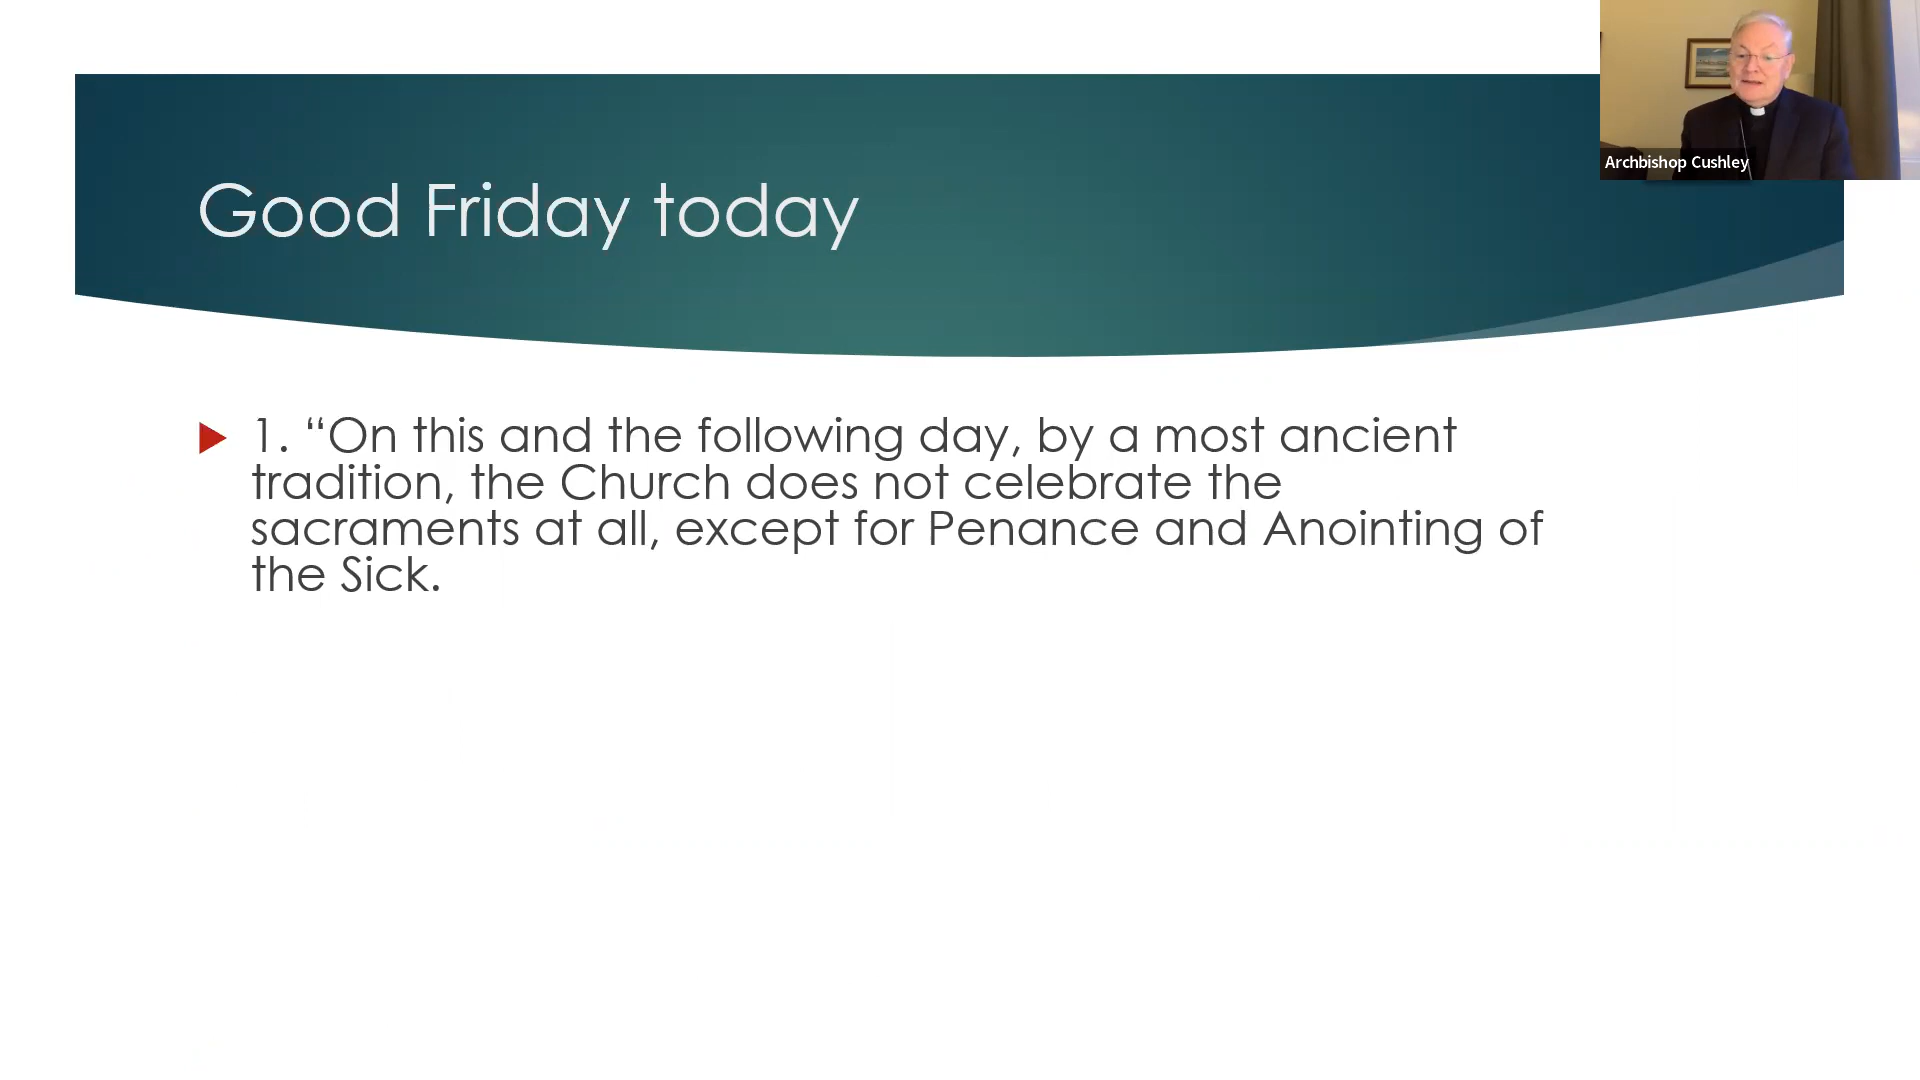 Archbishop Cushley
Good Friday today
1. “On this and the following day, by a most ancient
tradition, the Church does not celebrate the
sacraments at all, except for Penance and Anointing of
the Sick.